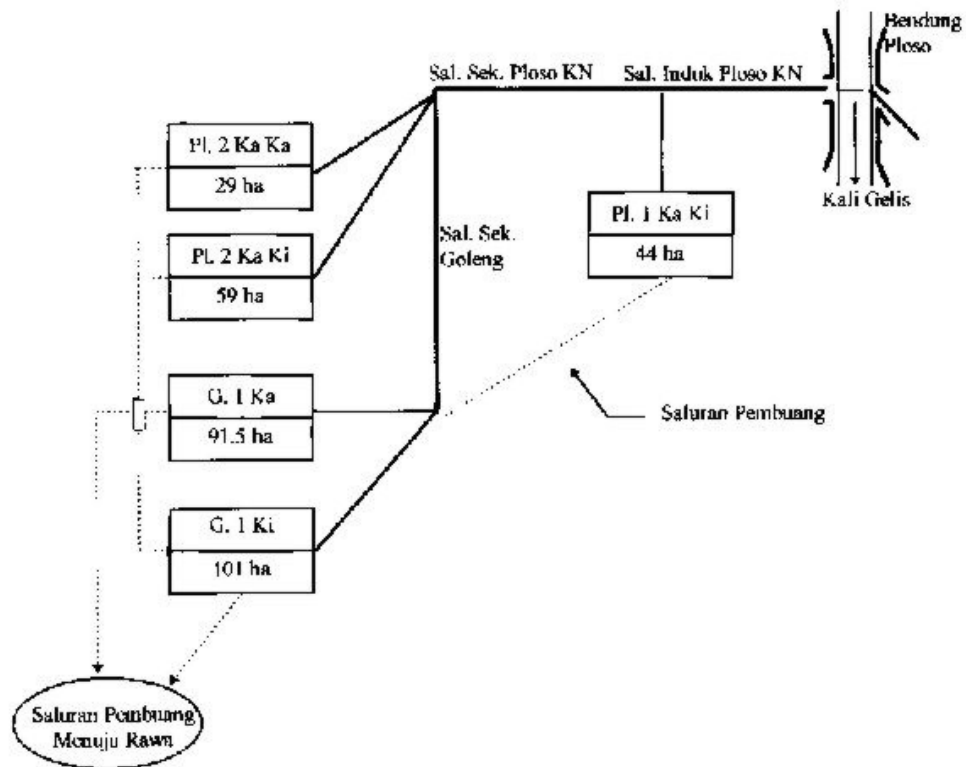 Bendung
Ploso
Sal. Sek. Ploso KN
Sal. Induk Ploso KN
Pl. 2 Ka Ka
29 ha
Kali Gelis
Pl. 1 Ka Ki
44 ha
Pl. 2 Ka Ki
59 ha
Sal. Sek.
Goleng
G. 1 Ka
91.5 ha
Saluran Pembuang
G. 1 Ki
101 ha
Saluran Pembuang
Menuju Rawa